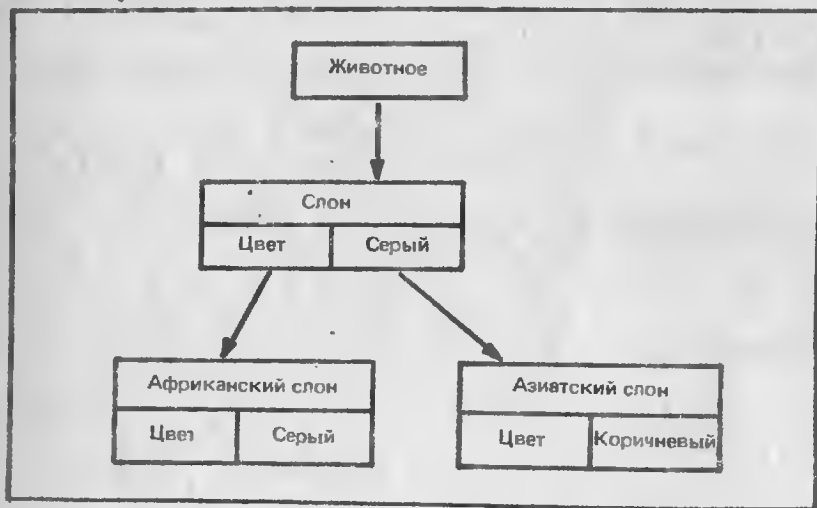 Животное
Слон
Цвет Серый
Африканский слон
Азиатский слон
Цвет Серый
Цвет Коричневый